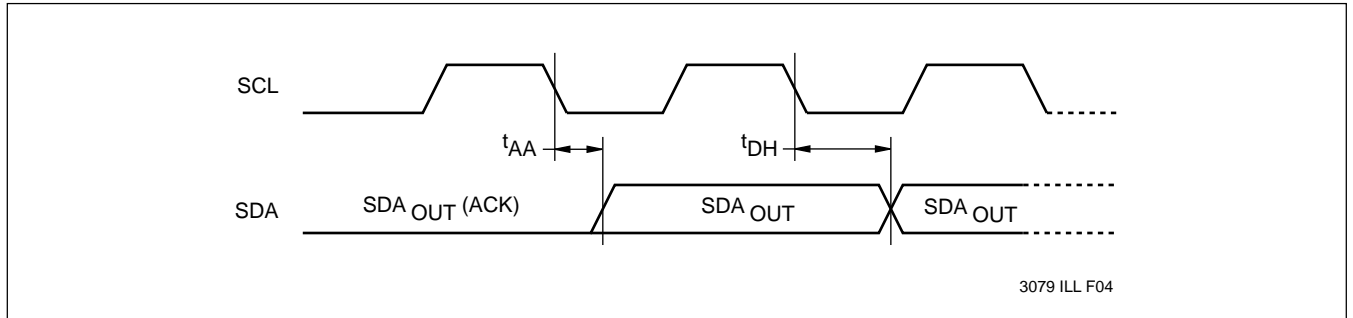 SCL
tAA
tDH
SDA
SDA OUT (ACK)
SDA OUT
SDA OUT
3079 ILL F04